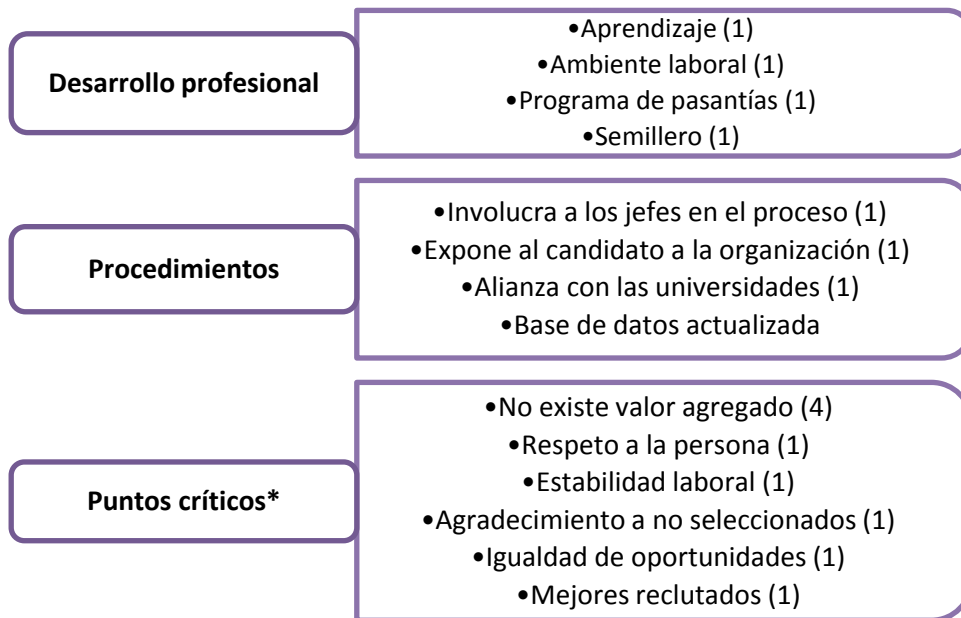 Desarrollo profesional
•Aprendizaje (1)
•Ambiente laboral (1)
•Programa de pasantías (1)
•Semillero (1)
Procedimientos
•Involucra a los jefes en el proceso (1)
•Expone al candidato a la organización (1)
•Alianza con las universidades (1)
•Base de datos actualizada
Puntos críticos*
•No existe valor agregado (4)
•Respeto a la persona (1)
•Estabilidad laboral (1)
•Agradecimiento a no seleccionados (1)
•Igualdad de oportunidades (1)
•Mejores reclutados (1)